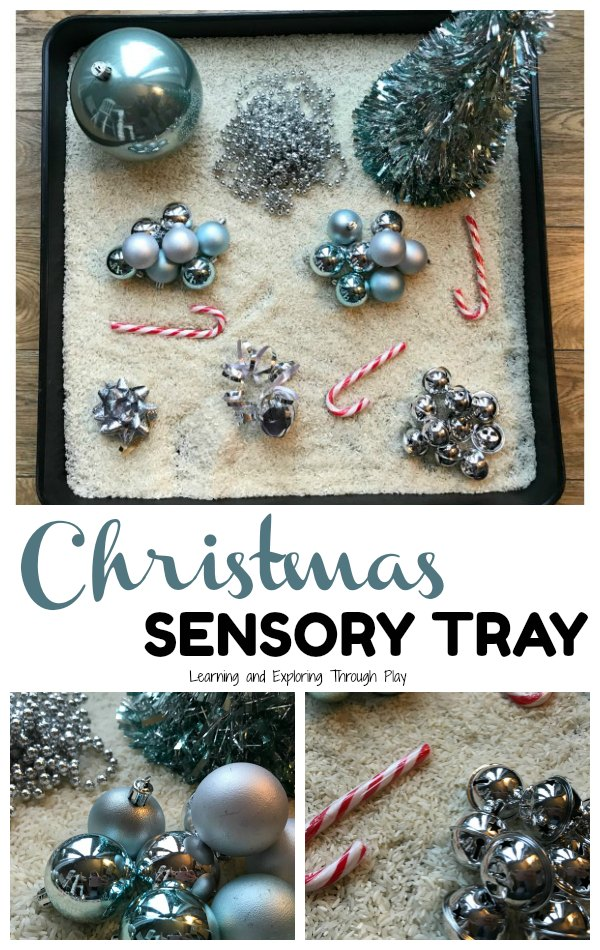 Christmas
SENSORY TRAY
Learning and Exploring Through Play